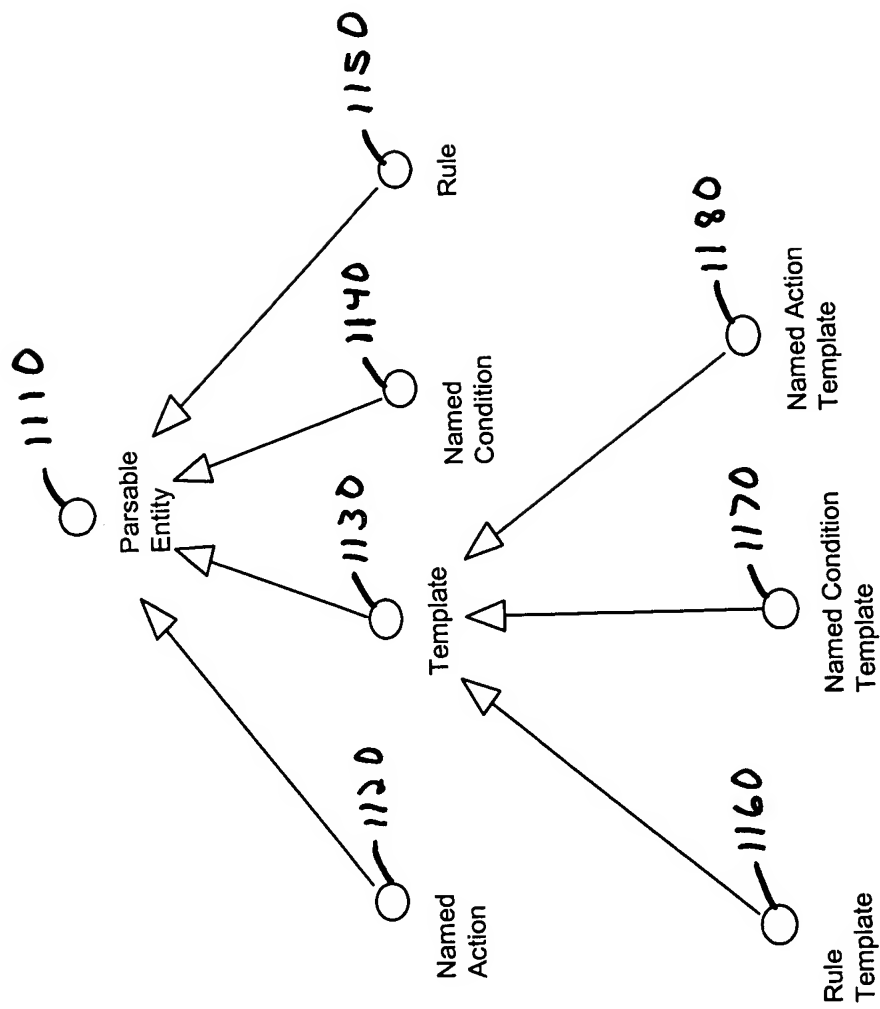 1110
Parsable
Entity
1120
Named
Action
1130
Template
1140
Named
Condition
1150
Rule
1160
Rule
Template
1170
Named Condition
Template
1180
Named Action
Template